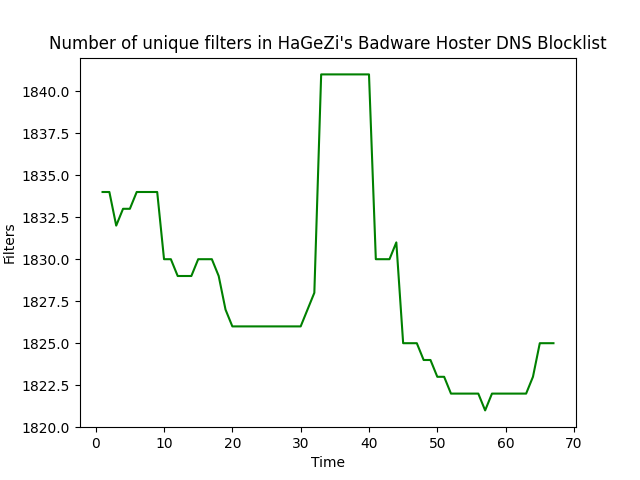 Number of unique filters in HaGeZi's Badware Hoster DNS Blocklist
1840.0
1837.5
1835.0
1832.5
1830.0
1827.5
1825.0
1822.5
1820.0
Filters
0 10 20 30 40 50 60 70
Time